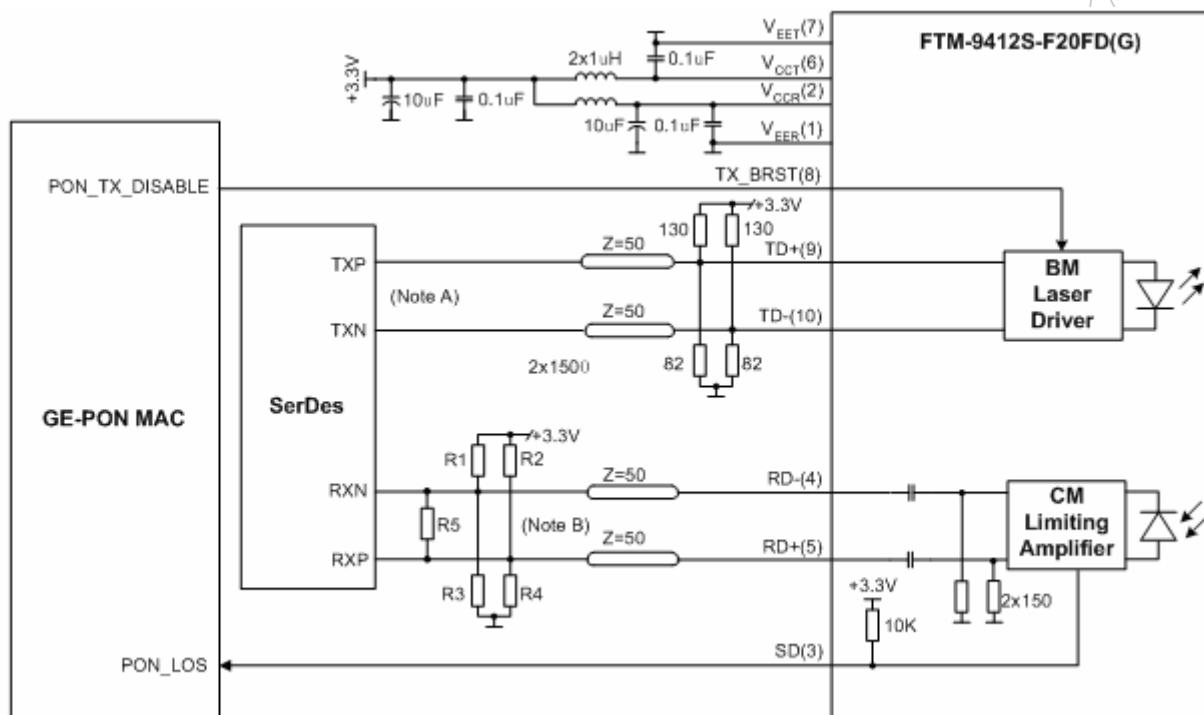 V_EET(7)
FTM-9412S-F20FD(G)
2x1uH
0.1uF
V_CCT(6)
+3.3V
10uF
0.1uF
V_CCR(2)
10uF
0.1uF
V_EER(1)
PON_TX_DISABLE
TX_BRST(8)
+3.3V
130
130
Z=50
TD+(9)
TXP
BM
Laser
Driver
(Note A)
Z=50
TD-(10)
TXN
2x1500
82
82
GE-PON MAC
SerDes
+3.3V
R1
R2
Z=50
RD-(4)
RXN
CM
Limiting
Amplifier
R5
(Note B)
Z=50
RD+(5)
RXP
R3
R4
+3.3V
2x150
10K
PON_LOS
SD(3)